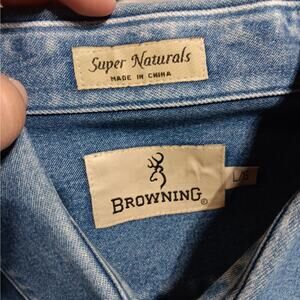 Super Naturals
MADE IN CHINA
BROWNING®
L/G